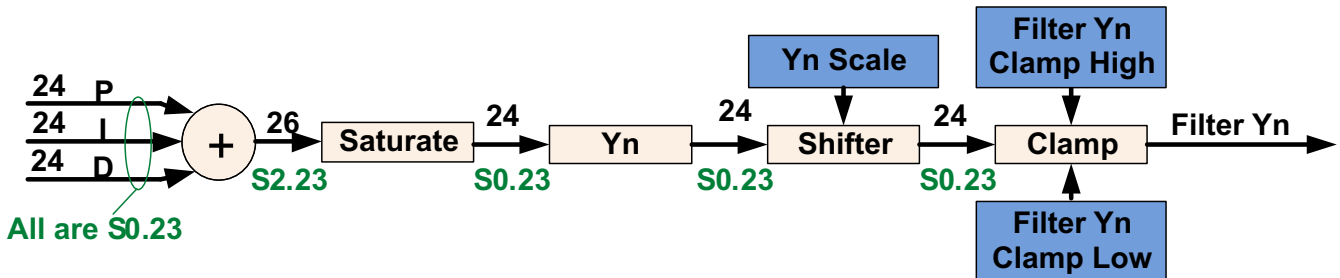 24 P
24 I
24 D
All are S0.23
+
26
S2.23
Saturate
24
S0.23
Yn
24
S0.23
Yn Scale
Shifter
24
S0.23
Filter Yn
Clamp High
Clamp
Filter Yn
Clamp Low
Filter Yn